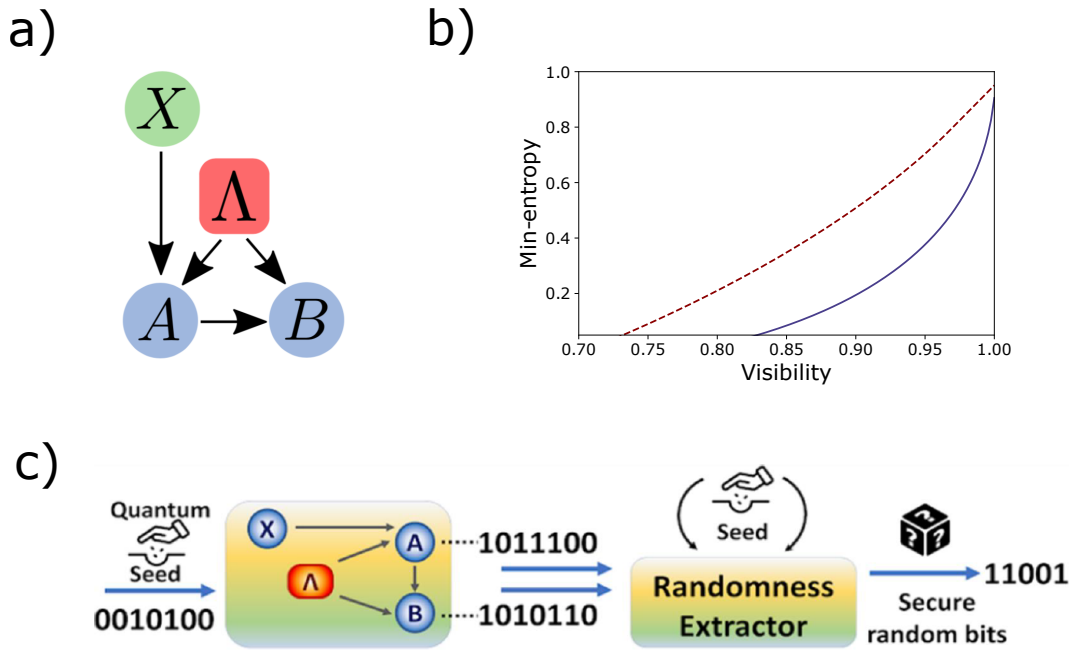 a)
X
Λ
A
B
b)
1.0
0.8
0.6
0.4
0.2
Min-entropy
0.70
0.75
0.80
0.85
0.90
0.95
1.00
Visibility
c)
Quantum
Seed
0010100
X
Λ
A
B
1011100
1010110
Seed
Randomness
Extractor
? ? ?
11001
Secure
random bits